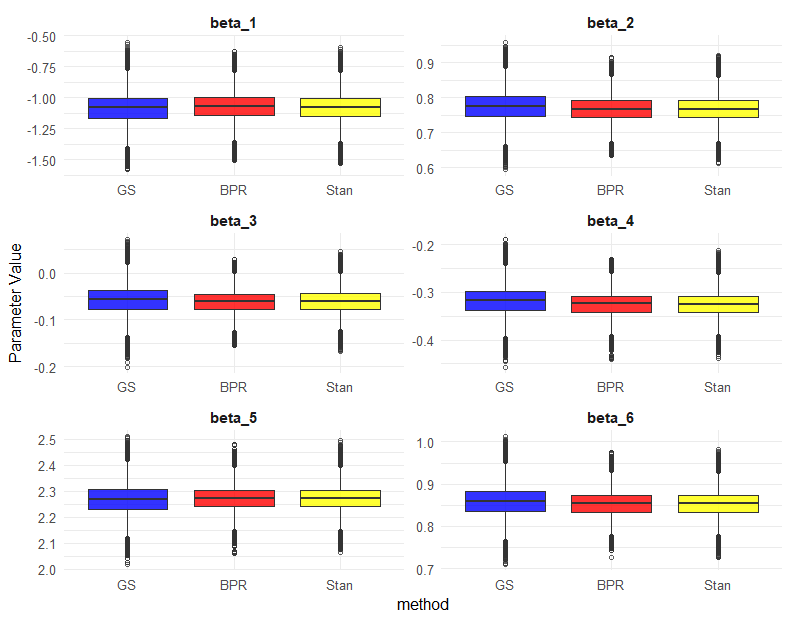 beta_1
-0.50
-0.75
-1.00
-1.25
-1.50
GS BPR Stan
beta_2
0.9
0.8
0.7
0.6
GS BPR Stan
beta_3
0.0
-0.1
-0.2
GS BPR Stan
beta_4
-0.2
-0.3
-0.4
GS BPR Stan
beta_5
2.5
2.4
2.3
2.2
2.1
2.0
GS BPR Stan
beta_6
1.0
0.9
0.8
0.7
GS BPR Stan
Parameter Value
method